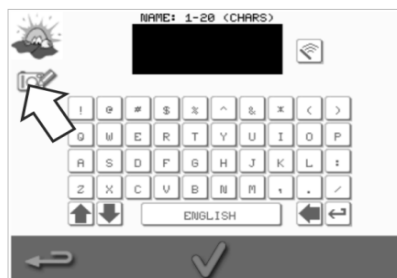 NAME: 1-20 (CHARS)
! @ # $ % ^ & * ( )
Q W E R T Y U I O P
A S D F G H J K L :
Z X C V B N M , . /
ENGLISH